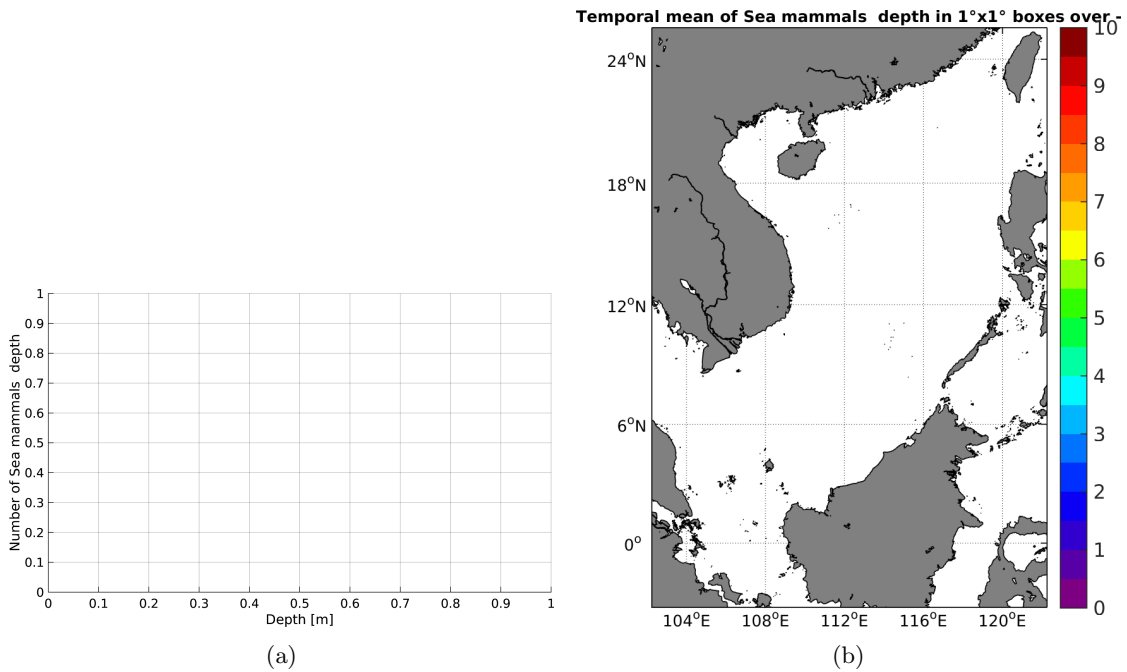 Temporal mean of Sea mammals  depth in 1°x1° boxes over -
1
0.9
0.8
0.7
0.6
0.5
0.4
0.3
0.2
0.1
0
Number of Sea mammals  depth
0 0.1 0.2 0.3 0.4 0.5 0.6 0.7 0.8 0.9 1
Depth [m]
(a)
24°N
18°N
12°N
6°N
0°
104°E 108°E 112°E 116°E 120°E
10
9
8
7
6
5
4
3
2
1
0
(b)